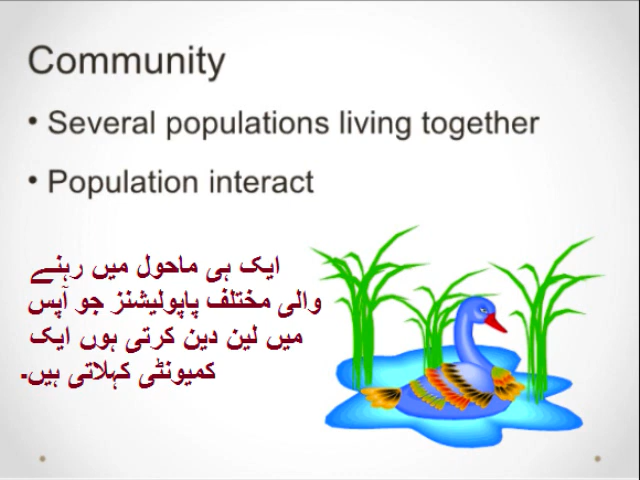 Community
• Several populations living together
• Population interact
ایک ہی ماحول میں رہنے
والی مختلف پاپولیشنز جو آپس
میں لین دین کرتی ہوں ایک
کمیونٹی کہلاتی ہیں۔